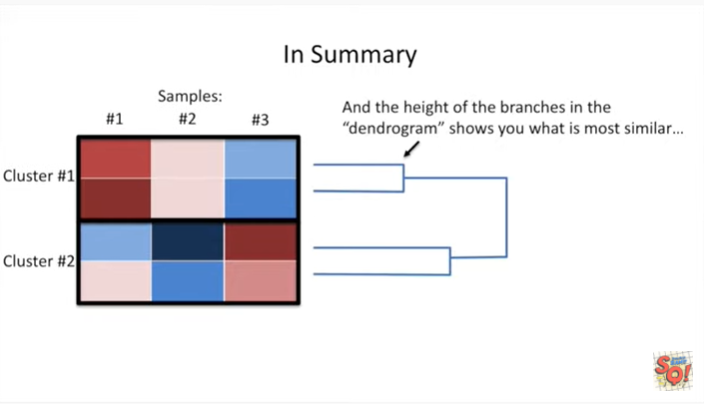 In Summary
Samples:
#1 #2 #3
And the height of the branches in the
“dendrogram” shows you what is most similar…
Cluster #1
Cluster #2
SQ!